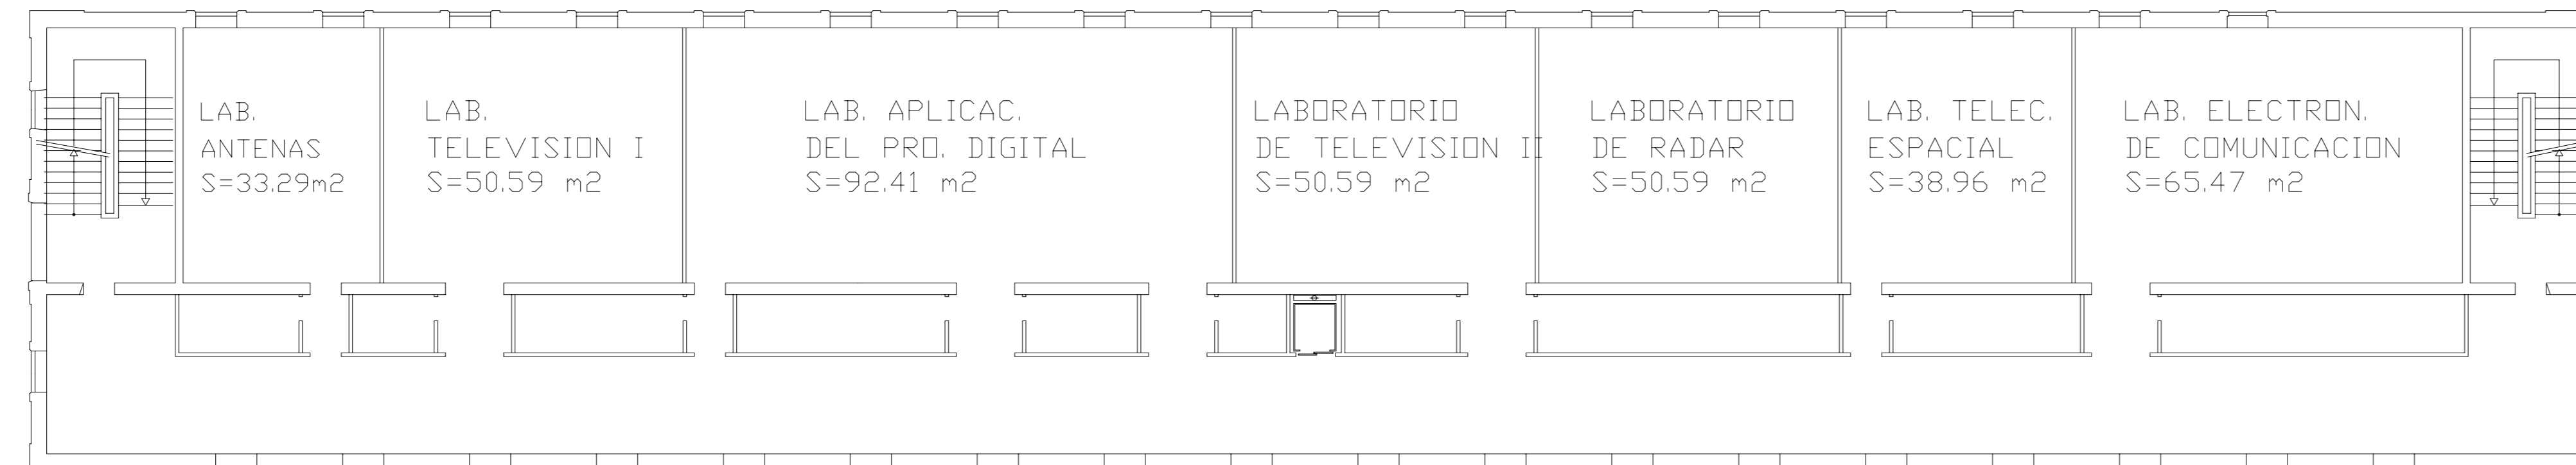 LAB.
ANTENAS
S=33.29m2
LAB.
TELEVISION I
S=50.59 m2
LAB. APLICAC.
DEL PRO. DIGITAL
S=92.41 m2
LABORATORIO
DE TELEVISION II
S=50.59 m2
LABORATORIO
DE RADAR
S=50.59 m2
LAB. TELEC.
ESPACIAL
S=38.96 m2
LAB. ELECTRON.
DE COMUNICACION
S=65.47 m2